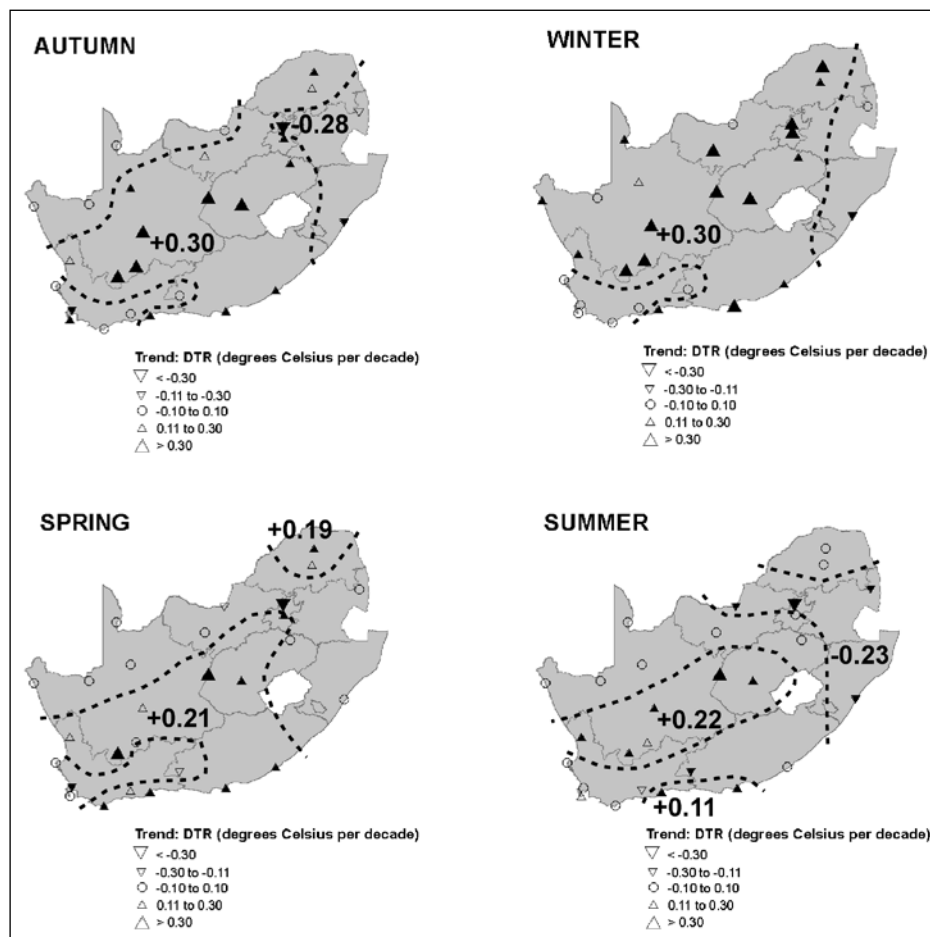 AUTUMN
-0.28
+0.30
Trend: DTR (degrees Celsius per decade)
< -0.30
-0.11 to -0.30
-0.10 to 0.10
0.11 to 0.30
> 0.30
WINTER
+0.30
Trend: DTR (degrees Celsius per decade)
< -0.30
-0.30 to -0.11
-0.10 to 0.10
0.11 to 0.30
> 0.30
SPRING
+0.19
+0.21
Trend: DTR (degrees Celsius per decade)
< -0.30
-0.30 to -0.11
-0.10 to 0.10
0.11 to 0.30
> 0.30
SUMMER
-0.23
+0.22
+0.11
Trend: DTR (degrees Celsius per decade)
< -0.30
-0.30 to -0.11
-0.10 to 0.10
0.11 to 0.30
> 0.30